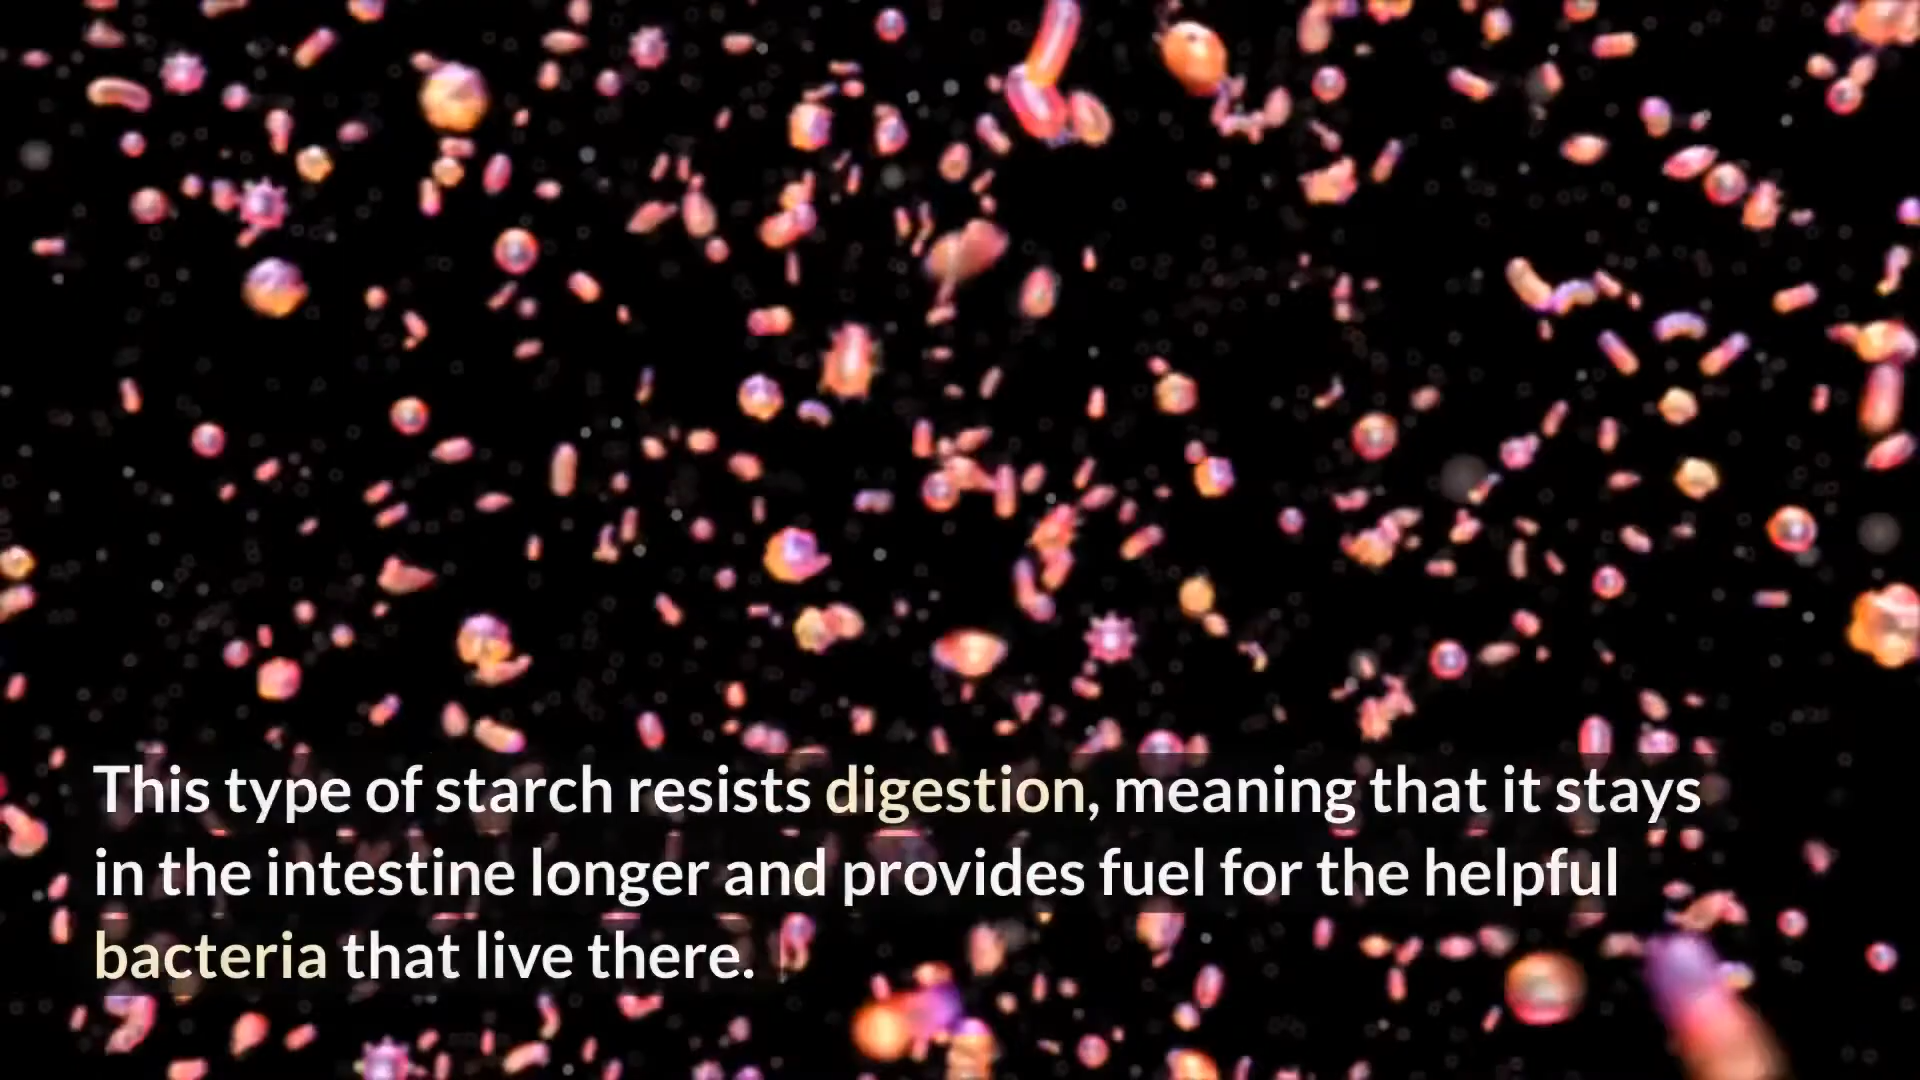 This type of starch resists digestion, meaning that it stays
in the intestine longer and provides fuel for the helpful
bacteria that live there.